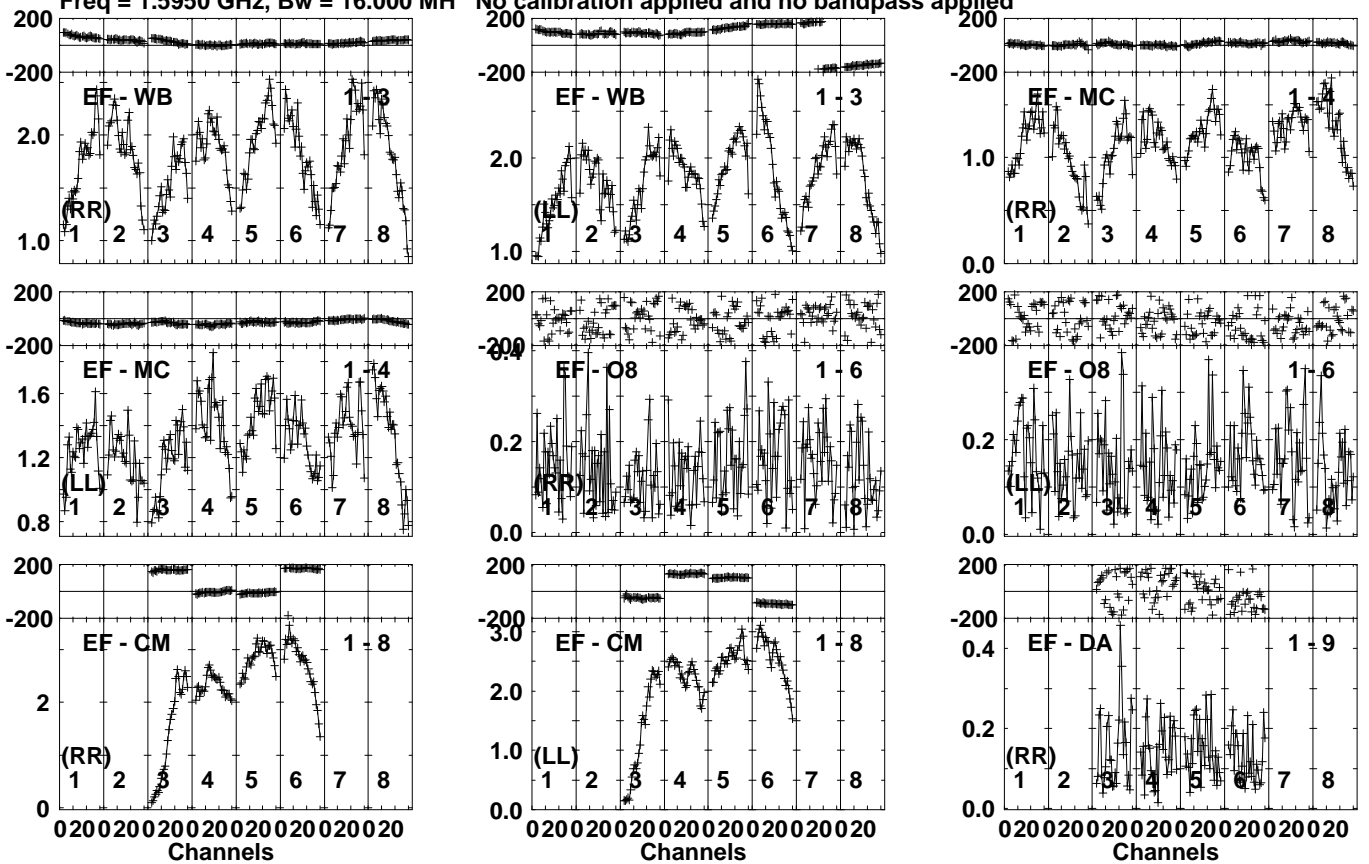 Freq = 1.5950 GHz, Bw = 16.000 MH No calibration applied and no bandpass applied
200
-200
EF - WB 1 - 3
2.0
1.0
(RR)
1 2 3 4 5 6 7 8
200
-200
EF - WB 1 - 3
2.0
1.0
(LL)
1 2 3 4 5 6 7 8
200
-200
EF - MC 1 - 4
1.0
0.0
(RR)
1 2 3 4 5 6 7 8
200
-200
EF - MC 1 - 4
1.6
1.2
0.8
(LL)
1 2 3 4 5 6 7 8
200
-200
0.4
EF - O8 1 - 6
0.2
0.0
(RR)
1 2 3 4 5 6 7 8
200
-200
EF - O8 1 - 6
0.2
0.0
(LL)
1 2 3 4 5 6 7 8
200
-200
EF - CM 1 - 8
2
0
(RR)
1 2 3 4 5 6 7 8
0 20 0 20 0 20 0 20 0 20 0 20 0 20 0 20
Channels
200
-200
3.0
EF - CM 1 - 8
2.0
1.0
0.0
(LL)
1 2 3 4 5 6 7 8
0 20 0 20 0 20 0 20 0 20 0 20 0 20 0 20
Channels
200
-200
EF - DA 1 - 9
0.4
0.2
0.0
(RR)
1 2 3 4 5 6 7 8
0 20 0 20 0 20 0 20 0 20 0 20 0 20 0 20
Channels